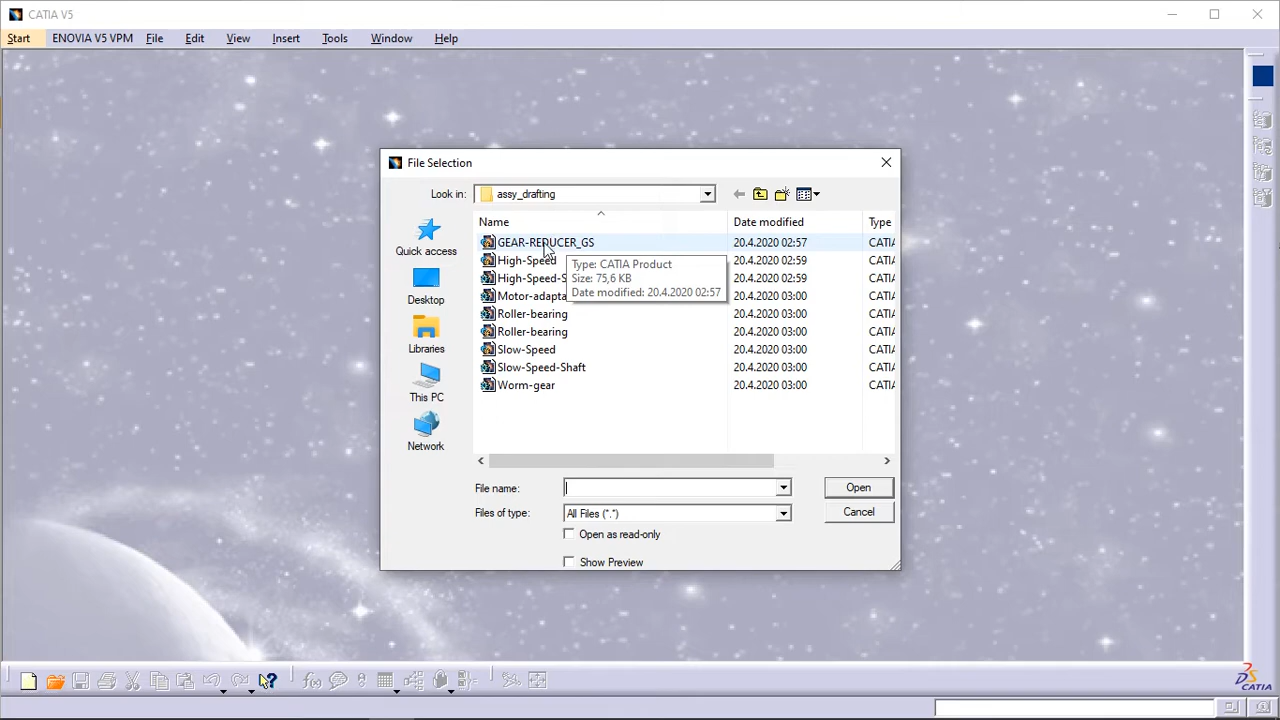 CATIA V5
Start ENOVIA V5 VPM File Edit View Insert Tools Window Help
File Selection
Look in: assy_drafting
Name Date modified Type
GEAR-REDUCER_GS 20.4.2020 02:57 CATIA
High-Speed 20.4.2020 02:59 CATIA
High-Speed-S 20.4.2020 02:59 CATIA
Motor-adapta 20.4.2020 03:00 CATIA
Roller-bearing 20.4.2020 03:00 CATIA
Roller-bearing 20.4.2020 03:00 CATIA
Slow-Speed 20.4.2020 03:00 CATIA
Slow-Speed-Shaft 20.4.2020 03:00 CATIA
Worm-gear 20.4.2020 03:00 CATIA
Type: CATIA Product
Size: 75,6 KB
Date modified: 20.4.2020 02:57
Quick access
Desktop
Libraries
This PC
Network
File name: Open
Files of type: All Files (*.*) Cancel
Open as read-only
Show Preview
CATIA